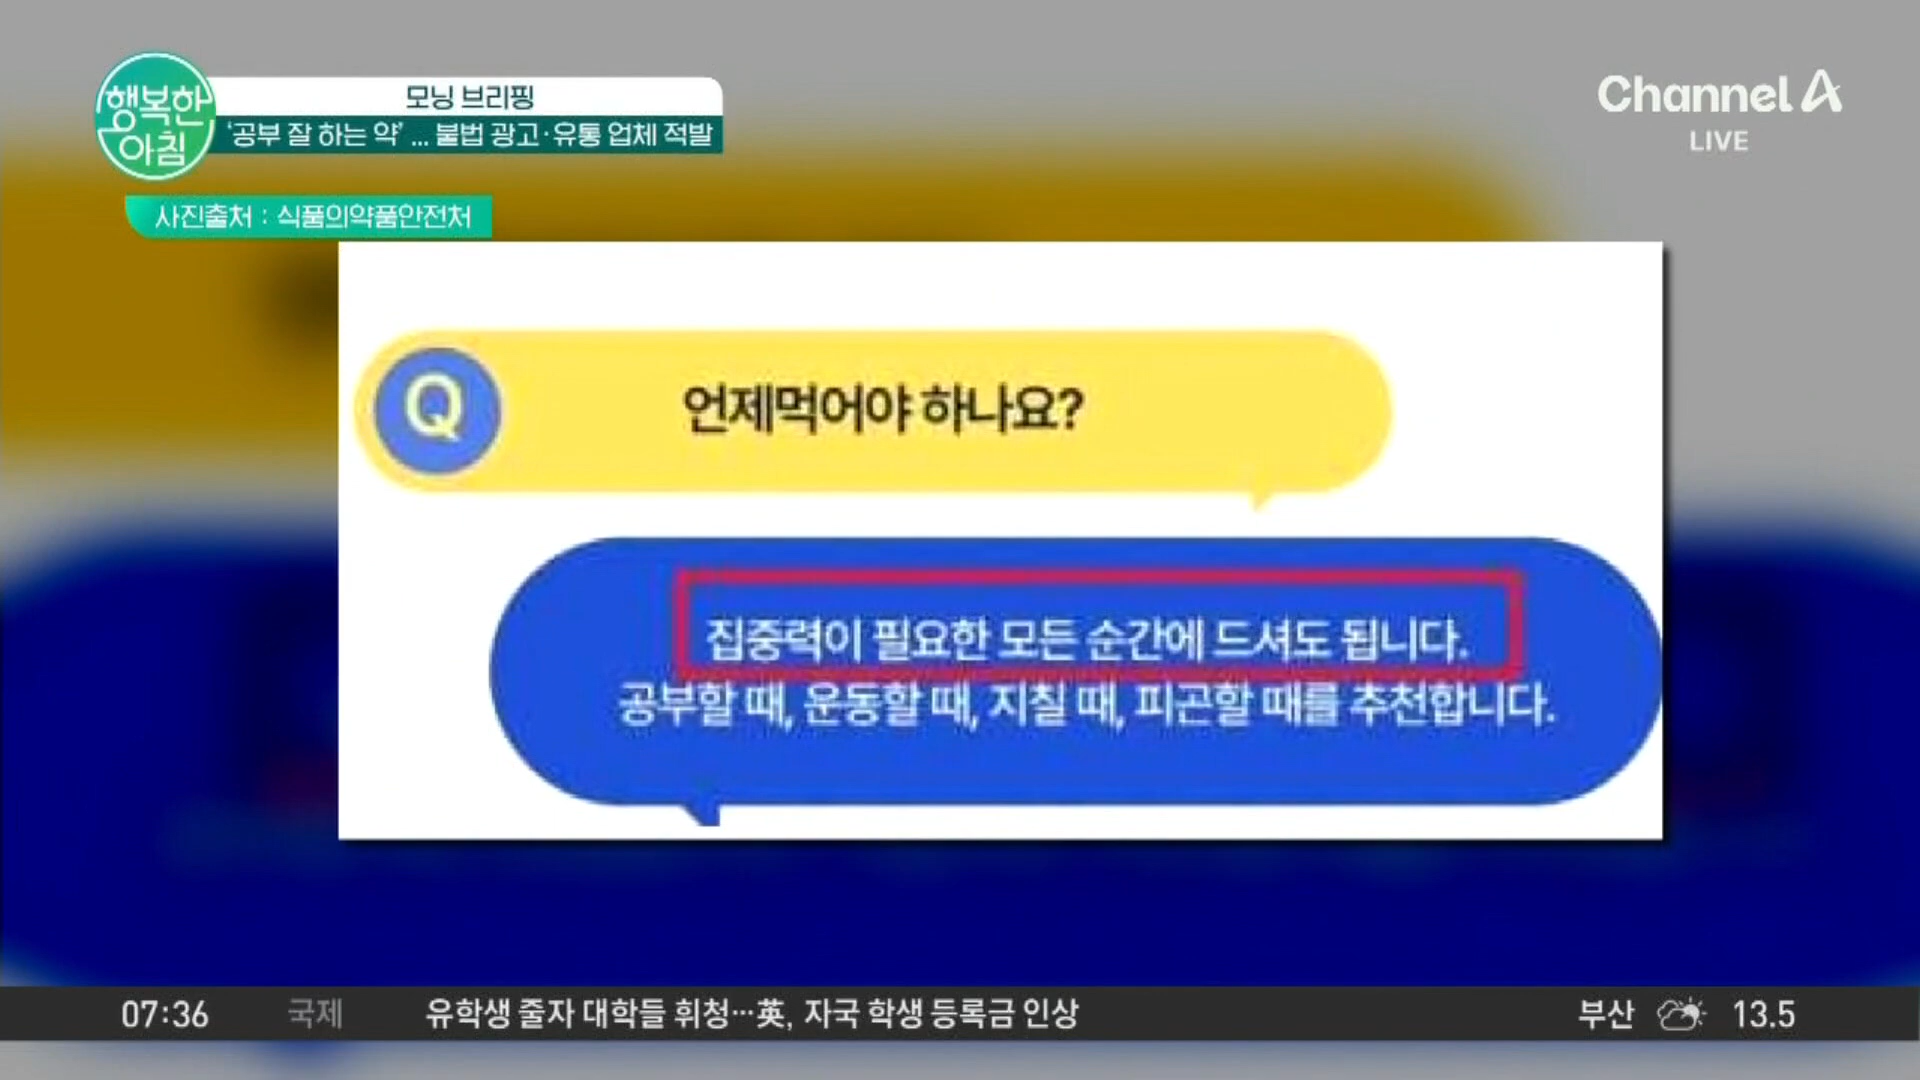 행복한
아침
모닝 브리핑
‘공부 잘 하는 약’ ... 불법 광고·유통 업체 적발
Channel A
LIVE
사진출처 : 식품의약품안전처
Q
언제먹어야 하나요?
집중력이 필요한 모든 순간에 드셔도 됩니다.
공부할 때, 운동할 때, 지칠 때, 피곤할 때를 추천합니다.
07:36 국제 유학생 줄자 대학들 휘청…英, 자국 학생 등록금 인상 부산 13.5